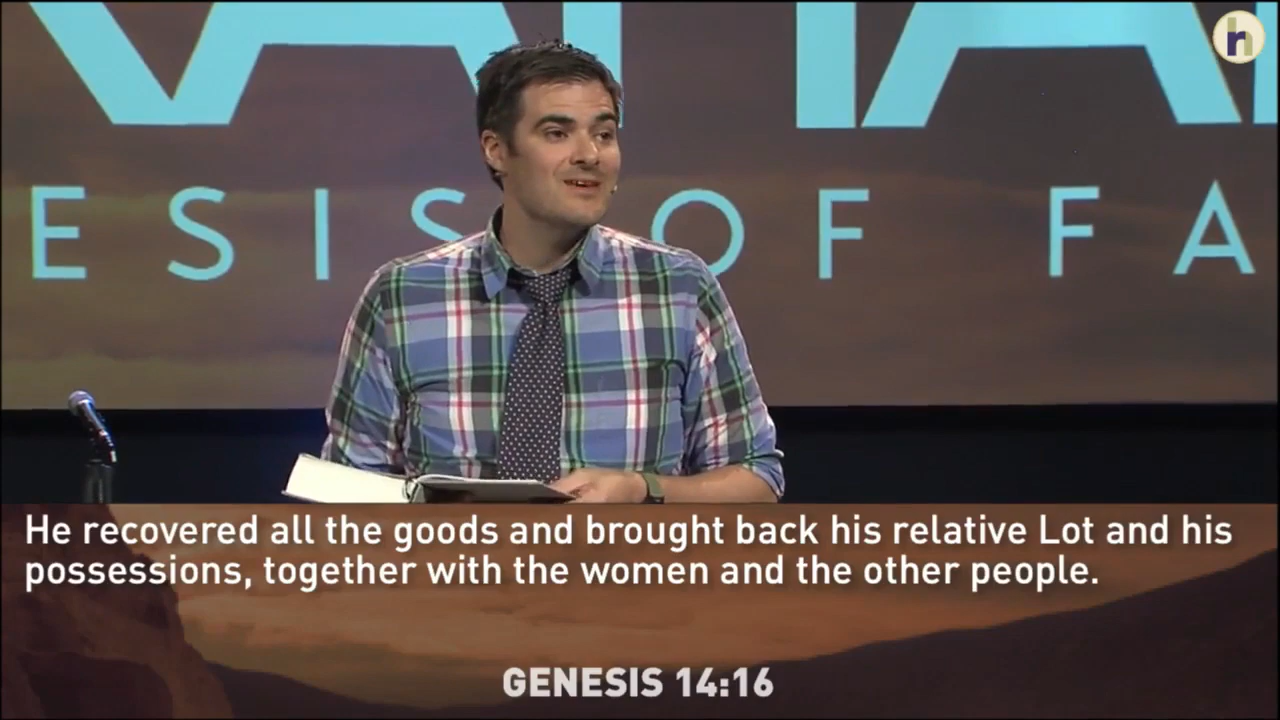 ESIS OF FA
He recovered all the goods and brought back his relative Lot and his
possessions, together with the women and the other people.
GENESIS 14:16